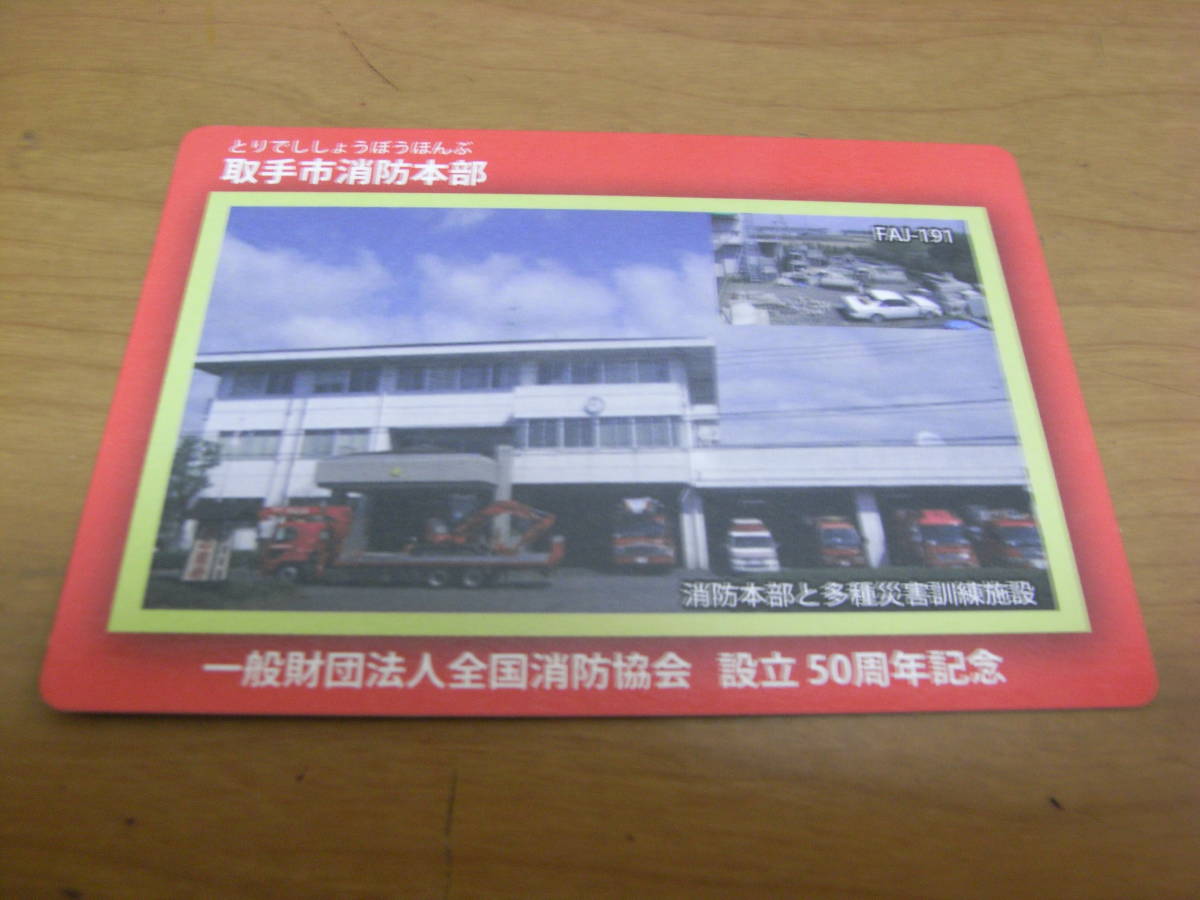 とりでししょうぼうほんぶ
取手市消防本部
FAJ-191
消防本部と多種災害訓練施設
一般財団法人全国消防協会 設立50周年記念